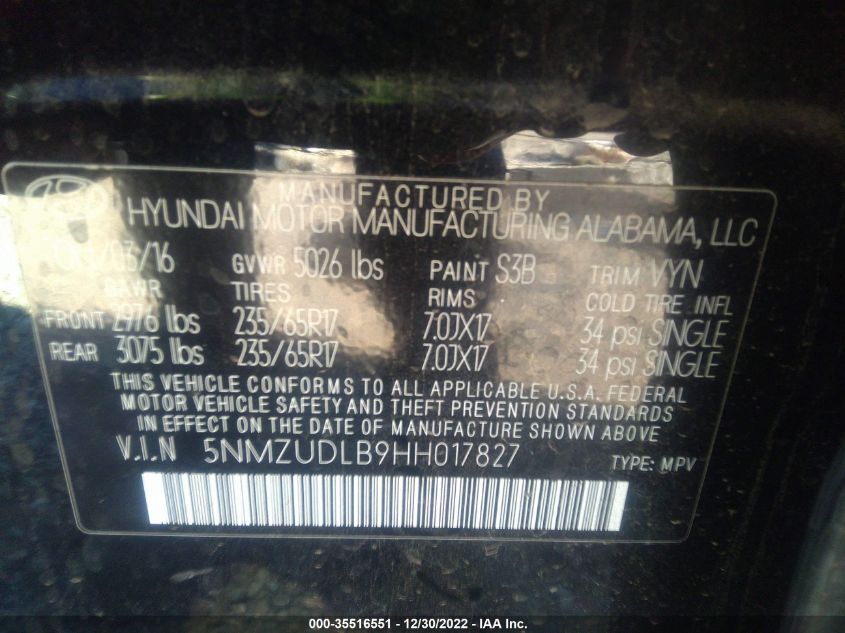 MANUFACTURED BY
HYUNDAI MOTOR MANUFACTURING ALABAMA, LLC
/03/16 GVWR 5026 lbs PAINT S3B TRIM VYN
GAWR TIRES RIMS COLD TIRE INFL
FRONT 2976 lbs 235/65R17 7.0JX17 34 psi SINGLE
REAR 3075 lbs 235/65R17 7.0JX17 34 psi SINGLE
THIS VEHICLE CONFORMS TO ALL APPLICABLE U.S.A. FEDERAL
MOTOR VEHICLE SAFETY AND THEFT PREVENTION STANDARDS
IN EFFECT ON THE DATE OF MANUFACTURE SHOWN ABOVE
V.I.N 5NMZUDLB9HH017827 TYPE: MPV
000-35516551 - 12/30/2022 - IAA Inc.